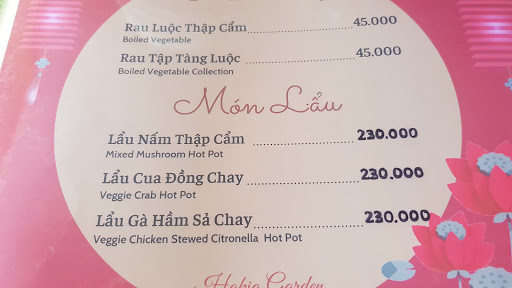 Rau Luộc Thập Cẩm ........ 45.000
Boiled Vegetable
Rau Tập Tàng Luộc ........ 45.000
Boiled Vegetable Collection
Món Lẩu
Lẩu Nấm Thập Cẩm ........ 230.000
Mixed Mushroom Hot Pot
Lẩu Cua Đồng Chay ........ 230.000
Veggie Crab Hot Pot
Lẩu Gà Hầm Sả Chay ........ 230.000
Veggie Chicken Stewed Citronella Hot Pot
Garden